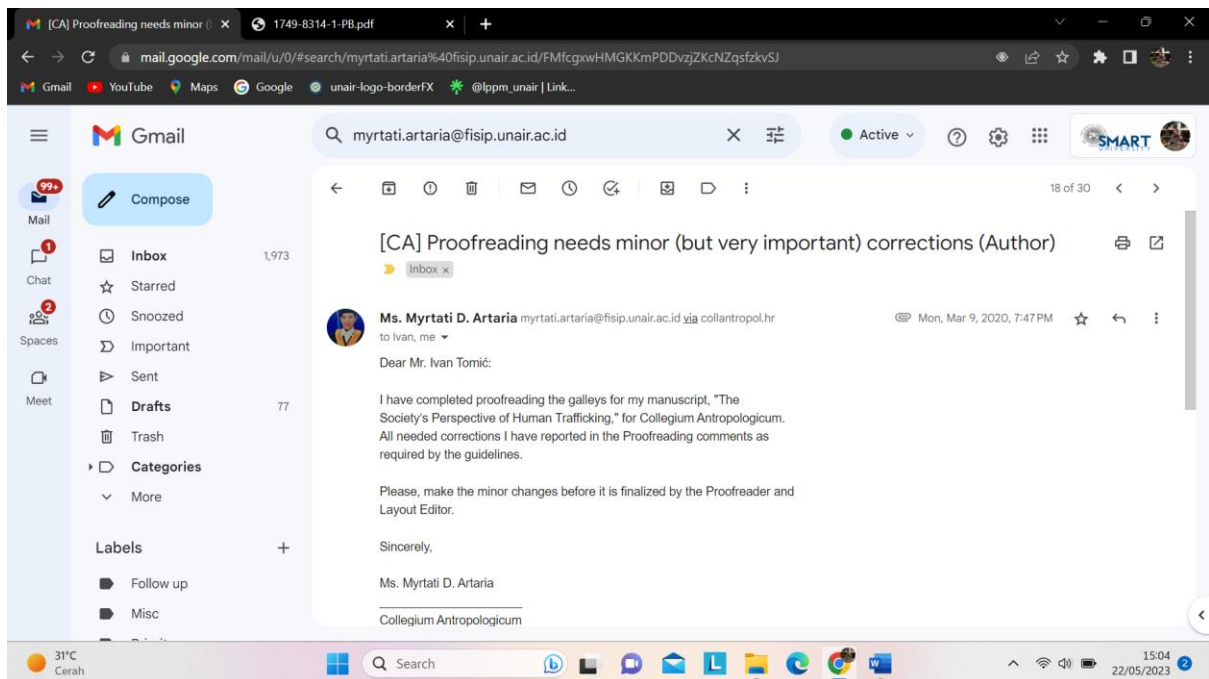 [CA] Proofreading needs minor (
1749-8314-1-PB.pdf
mail.google.com/mail/u/0/#search/myrtati.artaria%40fisip.unair.ac.id/FMfcgxwHMGKKmPDDvzjZKcNZqsfzkvSJ
Gmail YouTube Maps Google unair-logo-borderFX @lppm_unair | Link...
Gmail
myrtati.artaria@fisip.unair.ac.id
Active
SMART
UNIVERSITY
99+
Mail
1
Chat
2
Spaces
Meet
Compose
Inbox 1,973
Starred
Snoozed
Important
Sent
Drafts 77
Trash
Categories
More
Labels +
Follow up
Misc
18 of 30
[CA] Proofreading needs minor (but very important) corrections (Author)
Inbox x
Ms. Myrtati D. Artaria myrtati.artaria@fisip.unair.ac.id via collantropol.hr
Mon, Mar 9, 2020, 7:47 PM
to Ivan, me
Dear Mr. Ivan Tomić:
I have completed proofreading the galleys for my manuscript, "The
Society's Perspective of Human Trafficking," for Collegium Antropologicum.
All needed corrections I have reported in the Proofreading comments as
required by the guidelines.
Please, make the minor changes before it is finalized by the Proofreader and
Layout Editor.
Sincerely,
Ms. Myrtati D. Artaria
Collegium Antropologicum
31°C
Cerah
Search
15:04
22/05/2023
2